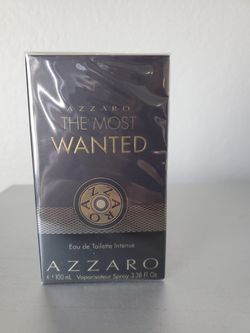 AZZARO
THE MOST
WANTED
AZZARO
Eau de Toilette Intense
AZZARO
e 100 mL Vaporisateur Spray 3.38 Fl. Oz.